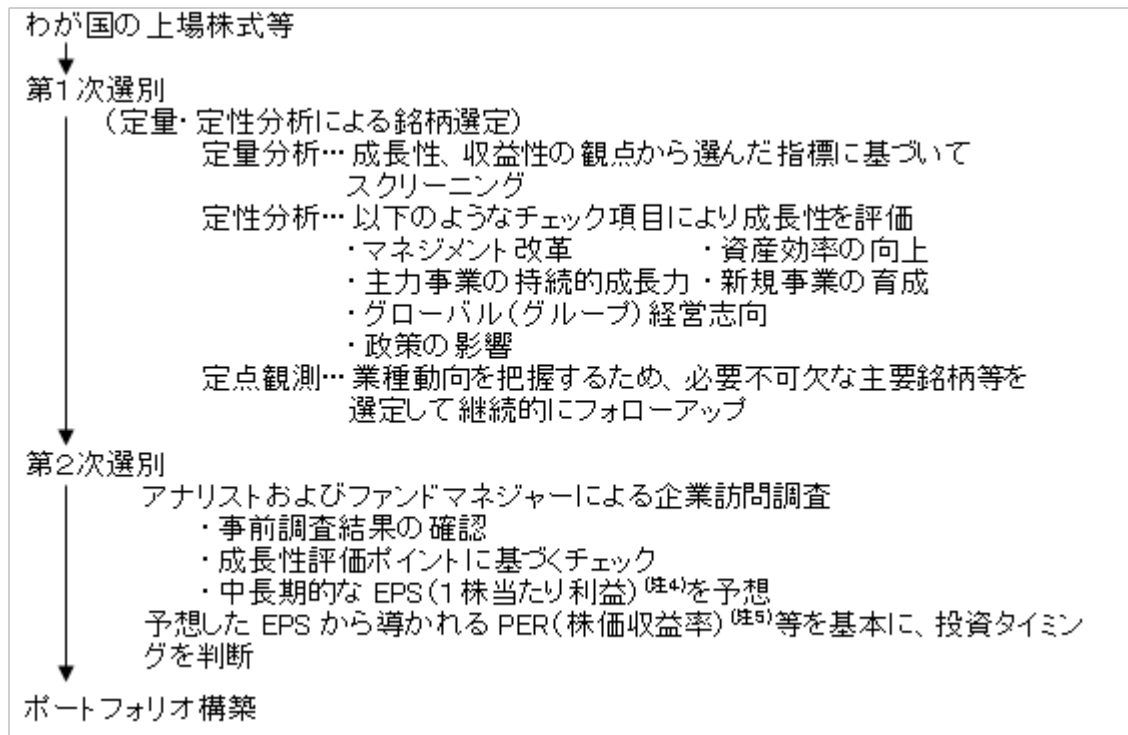 わが国の上場株式等
第1次選別
(定量・定性分析による銘柄選定)
定量分析… 成長性、収益性の観点から選んだ指標に基づいて
スクリーニング
定性分析… 以下のようなチェック項目により成長性を評価
・マネジメント改革 ・資産効率の向上
・主力事業の持続的成長力 ・新規事業の育成
・グローバル(グループ)経営志向
・政策の影響
定点観測… 業種動向を把握するため、必要不可欠な主要銘柄等を
選定して継続的にフォローアップ
第2次選別
アナリストおよびファンドマネジャーによる企業訪問調査
・事前調査結果の確認
・成長性評価ポイントに基づくチェック
・中長期的な EPS(1株当たり利益)(注4)を予想
予想した EPS から導かれる PER(株価収益率)(注5)等を基本に、投資タイミン
グを判断
ポートフォリオ構築